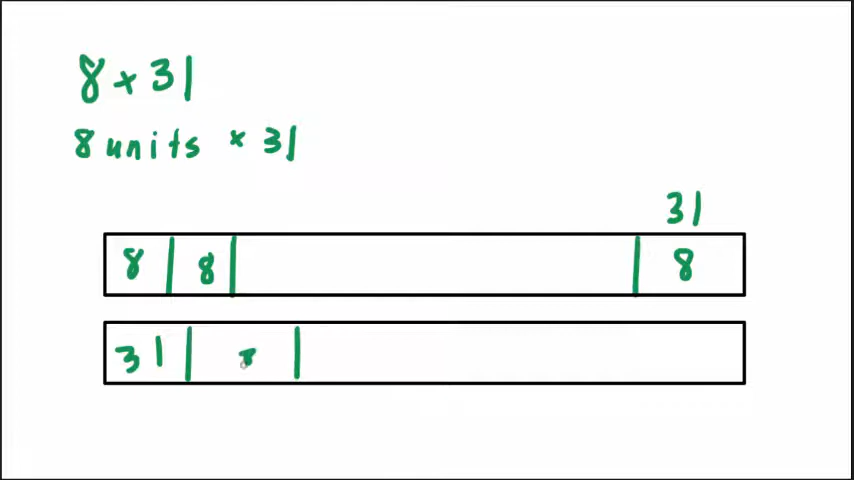 8 × 31
8 units × 31
31
8 8 8
31